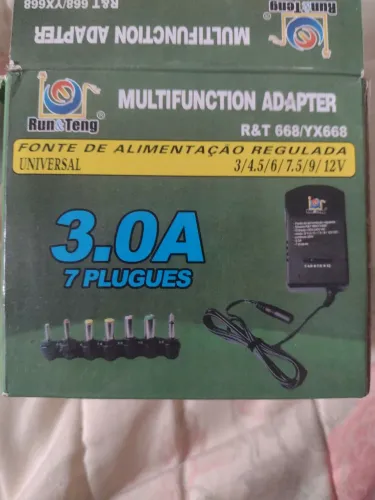 MULTIFUNCTION ADAPTER
R&T 668/YX668
Run&Teng
MULTIFUNCTION ADAPTER
R&T 668/YX668
FONTE DE ALIMENTAÇÃO REGULADA
UNIVERSAL 3/4.5/6/7.5/9/12V
3.0A
7 PLUGUES